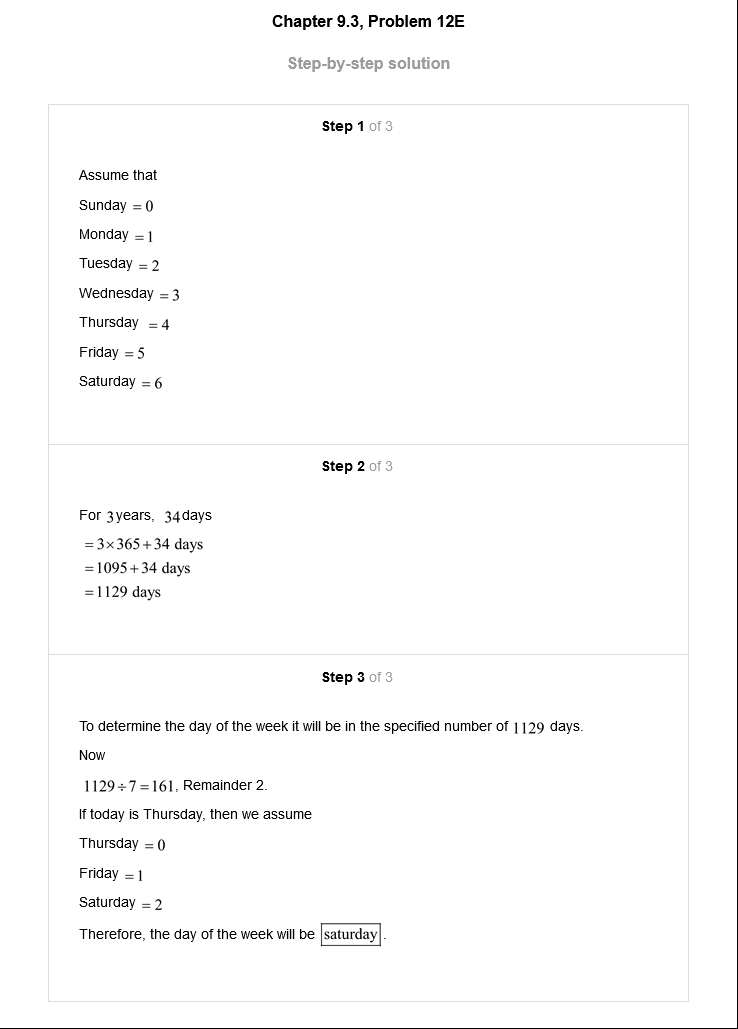 Chapter 9.3, Problem 12E
Step-by-step solution
Step 1 of 3
Assume that
Sunday = 0
Monday = 1
Tuesday = 2
Wednesday = 3
Thursday = 4
Friday = 5
Saturday = 6
Step 2 of 3
For 3 years, 34 days
= 3×365+34 days
= 1095+34 days
= 1129 days
Step 3 of 3
To determine the day of the week it will be in the specified number of 1129 days.
Now
1129÷7=161, Remainder 2.
If today is Thursday, then we assume
Thursday = 0
Friday = 1
Saturday = 2
Therefore, the day of the week will be saturday.